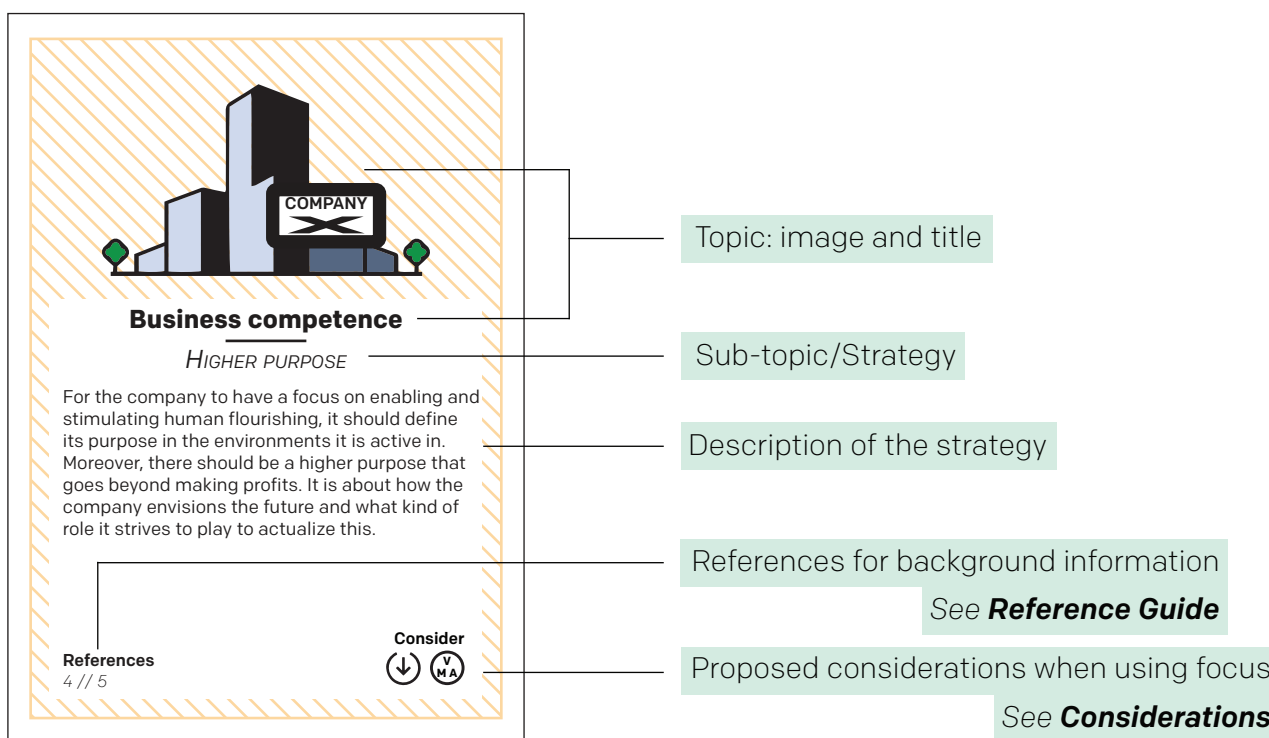 COMPANY
X
Business competence
HIGHER PURPOSE
For the company to have a focus on enabling and
stimulating human flourishing, it should define
its purpose in the environments it is active in.
Moreover, there should be a higher purpose that
goes beyond making profits. It is about how the
company envisions the future and what kind of
role it strives to play to actualize this.
References
4 // 5
Consider
V
M A
Topic: image and title
Sub-topic/Strategy
Description of the strategy
References for background information
See Reference Guide
Proposed considerations when using focus
See Considerations